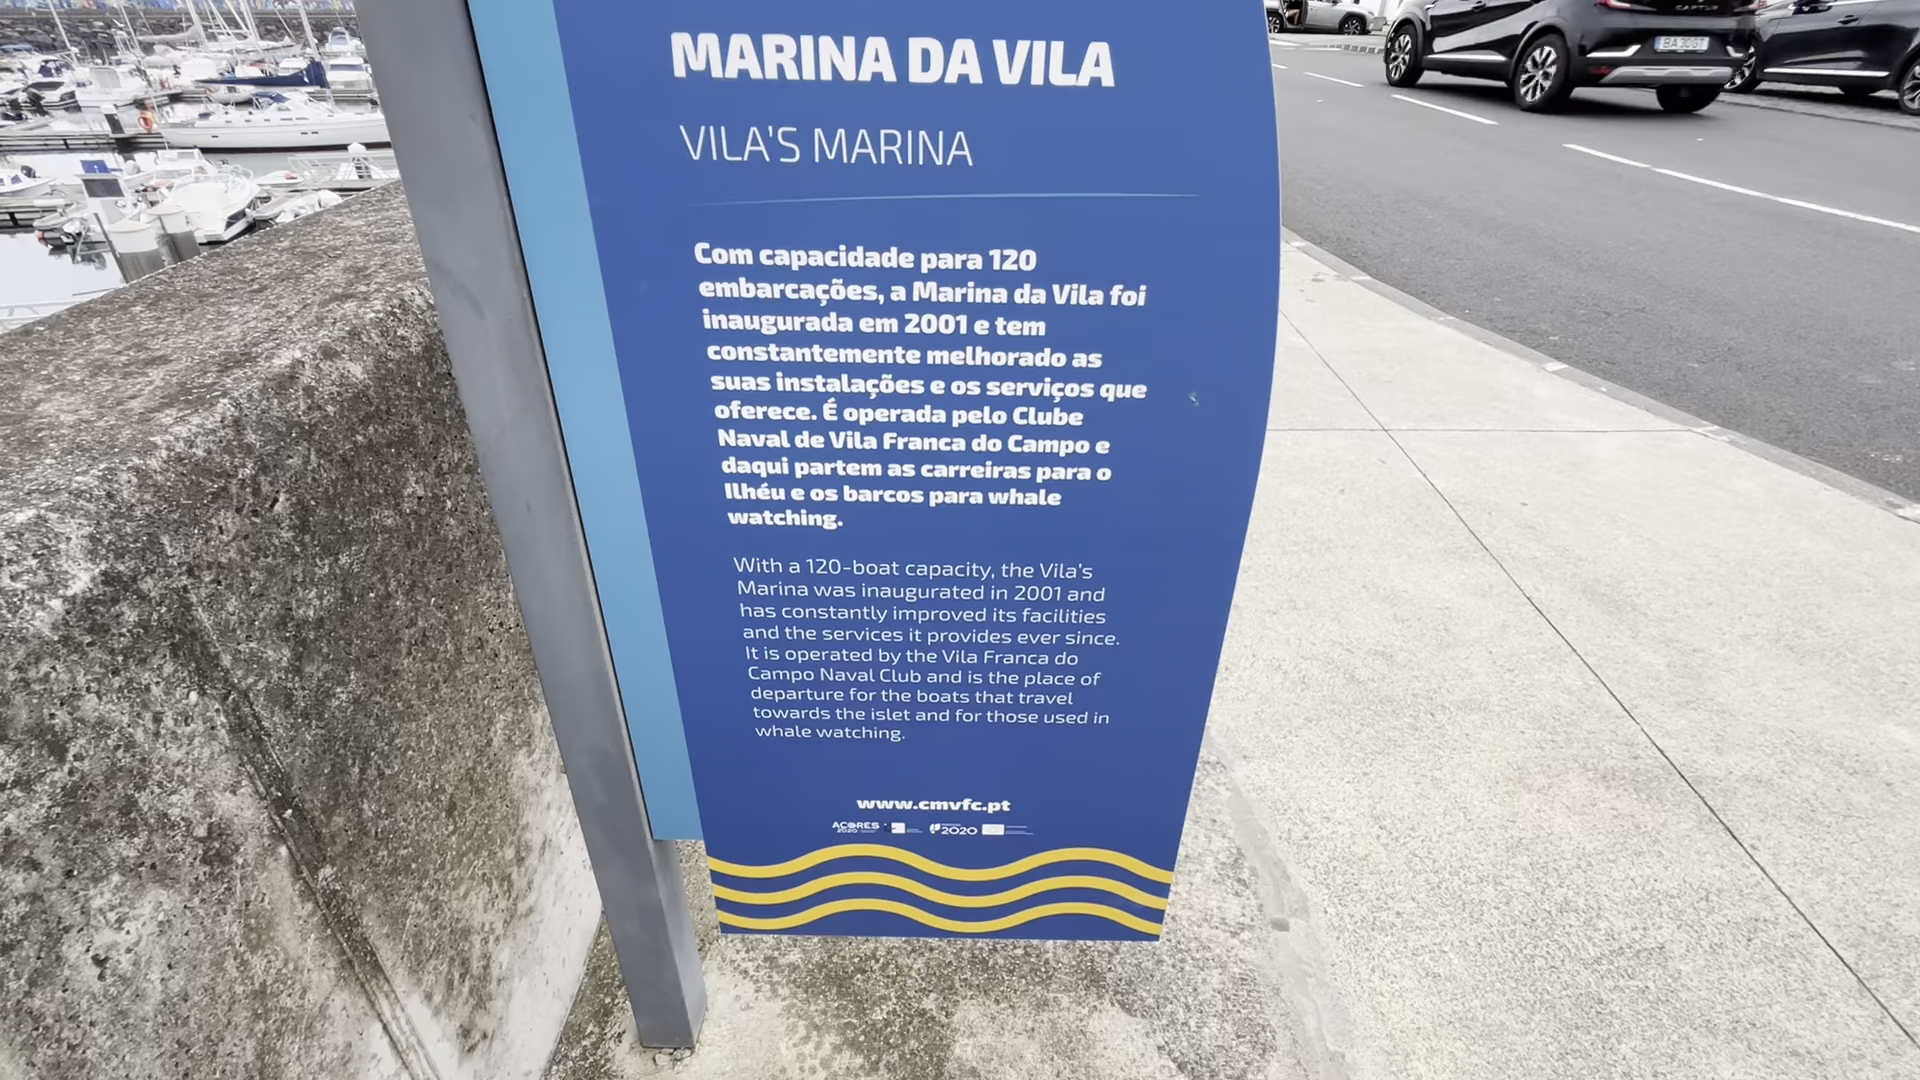 MARINA DA VILA
VILA'S MARINA
Com capacidade para 120
embarcações, a Marina da Vila foi
inaugurada em 2001 e tem
constantemente melhorado as
suas instalações e os serviços que
oferece. É operada pelo Clube
Naval de Vila Franca do Campo e
daqui partem as carreiras para o
Ilhéu e os barcos para whale
watching.
With a 120-boat capacity, the Vila's
Marina was inaugurated in 2001 and
has constantly improved its facilities
and the services it provides ever since.
It is operated by the Vila Franca do
Campo Naval Club and is the place of
departure for the boats that travel
towards the islet and for those used in
whale watching.
www.cmvfc.pt
AÇORES
2020
2020
CAPTUR
BA 30 GT